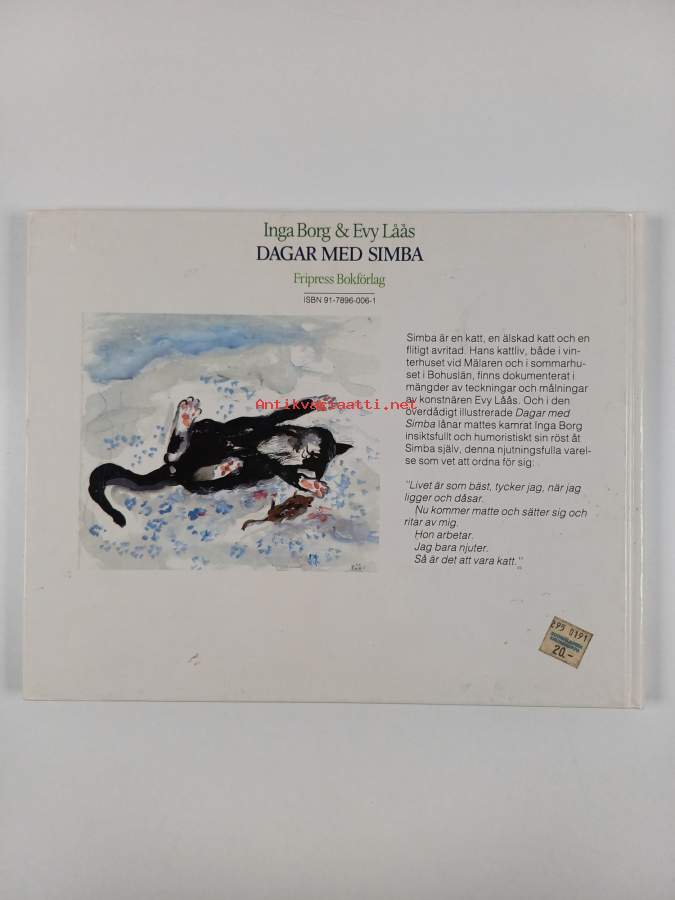 Inga Borg & Evy Låås
DAGAR MED SIMBA
Fripress Bokförlag
ISBN 91-7896-006-1
Simba är en katt, en älskad katt och en
flitigt avritad. Hans kattliv, både i vin-
terhuset vid Mälaren och i sommarhu-
set i Bohuslän, finns dokumenterat i
mängder av teckningar och målningar
av konstnären Evy Låås. Och i den
överdådigt illustrerade Dagar med
Simba lånar mattes kamrat Inga Borg
insiktsfullt och humoristiskt sin röst åt
Simba själv, denna njutningsfulla varel-
se som vet att ordna för sig:
"Livet är som bäst, tycker jag, när jag
ligger och dåsar.
Nu kommer matte och sätter sig och
ritar av mig.
Hon arbetar.
Jag bara njuter.
Så är det att vara katt."
Antikvariaatti.net
295 0191
20.-